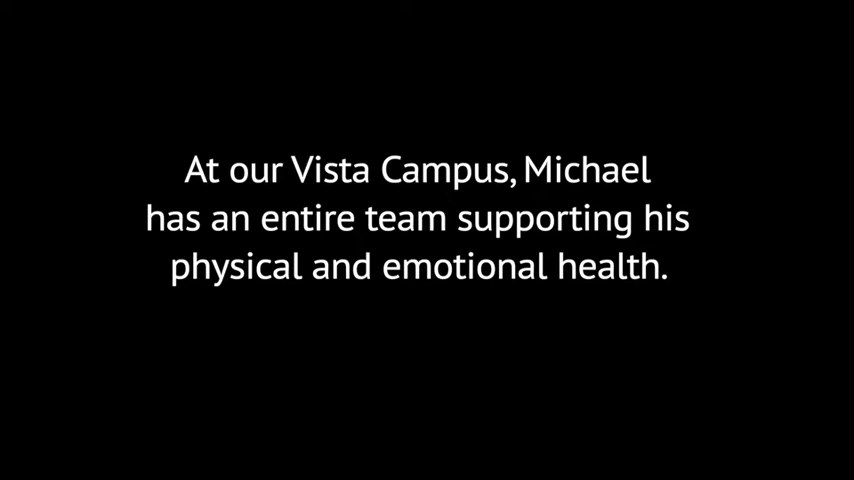 At our Vista Campus, Michael
has an entire team supporting his
physical and emotional health.